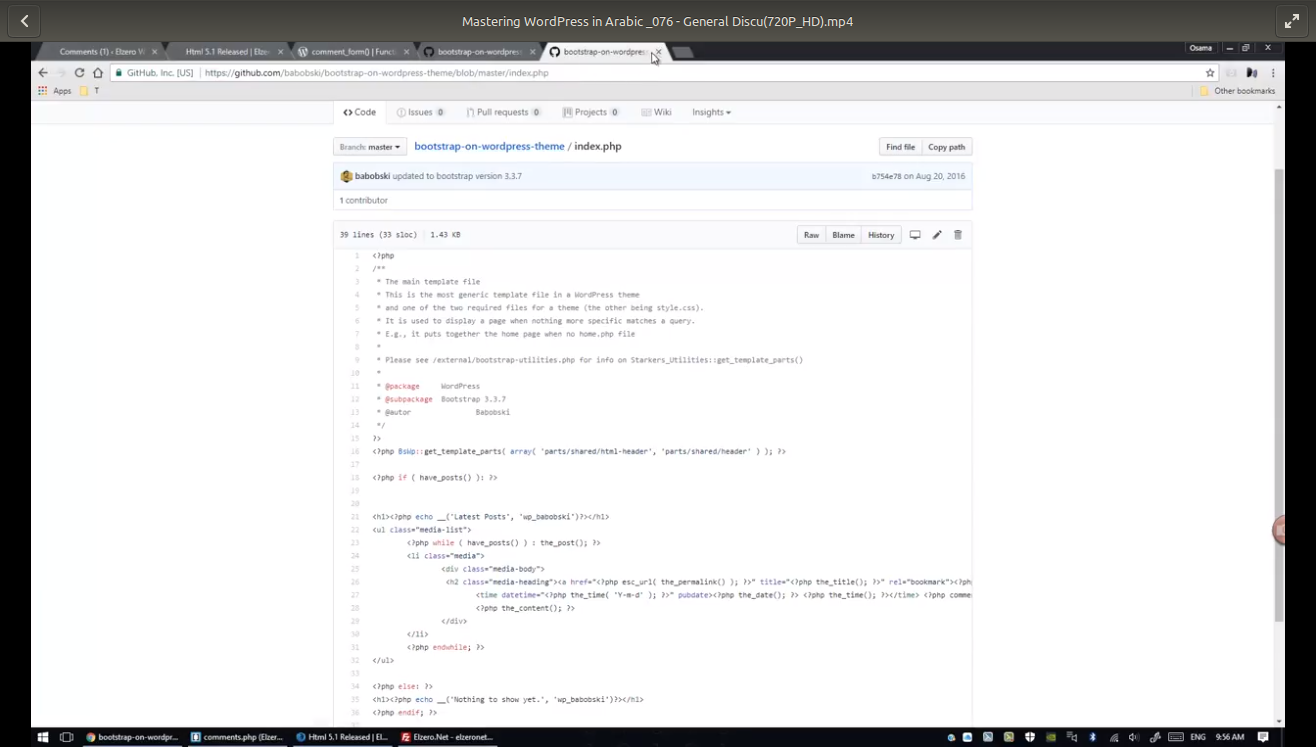 Mastering WordPress in Arabic _076 - General Discu(720P_HD).mp4
Comments (1) - Elzero W
Html 5.1 Released | Elze
comment_form() | Funct
bootstrap-on-wordpress
bootstrap-on-wordpress
Osama
GitHub, Inc. [US]
https://github.com/babobski/bootstrap-on-wordpress-theme/blob/master/index.php
Apps
T
Other bookmarks
Code
Issues 0
Pull requests 0
Projects 0
Wiki
Insights
Branch: master
bootstrap-on-wordpress-theme / index.php
Find file
Copy path
babobski updated to bootstrap version 3.3.7
b754e78 on Aug 20, 2016
1 contributor
39 lines (33 sloc) | 1.43 KB
Raw
Blame
History
1 <?php
2 /**
3 * The main template file
4 * This is the most generic template file in a WordPress theme
5 * and one of the two required files for a theme (the other being style.css).
6 * It is used to display a page when nothing more specific matches a query.
7 * E.g., it puts together the home page when no home.php file
8 *
9 * Please see /external/bootstrap-utilities.php for info on Starkers_Utilities::get_template_parts()
10 *
11 * @package WordPress
12 * @subpackage Bootstrap 3.3.7
13 * @autor Babobski
14 */
15 ?>
16 <?php BsWp::get_template_parts( array( 'parts/shared/html-header', 'parts/shared/header' ) ); ?>
17
18 <?php if ( have_posts() ): ?>
19
20
21 <h1><?php echo __('Latest Posts', 'wp_babobski')?></h1>
22 <ul class="media-list">
23 <?php while ( have_posts() ) : the_post(); ?>
24 <li class="media">
25 <div class="media-body">
26 <h2 class="media-heading"><a href="<?php esc_url( the_permalink() ); ?>" title="<?php the_title(); ?>" rel="bookmark"><?ph
27 <time datetime="<?php the_time( 'Y-m-d' ); ?>" pubdate><?php the_date(); ?> <?php the_time(); ?></time> <?php comme
28 <?php the_content(); ?>
29 </div>
30 </li>
31 <?php endwhile; ?>
32 </ul>
33
34 <?php else: ?>
35 <h1><?php echo __('Nothing to show yet.', 'wp_babobski')?></h1>
36 <?php endif; ?>
bootstrap-on-wordpr...
comments.php (Elzer...
Html 5.1 Released | El...
Elzero.Net - elzeronet...
ENG
9:56 AM